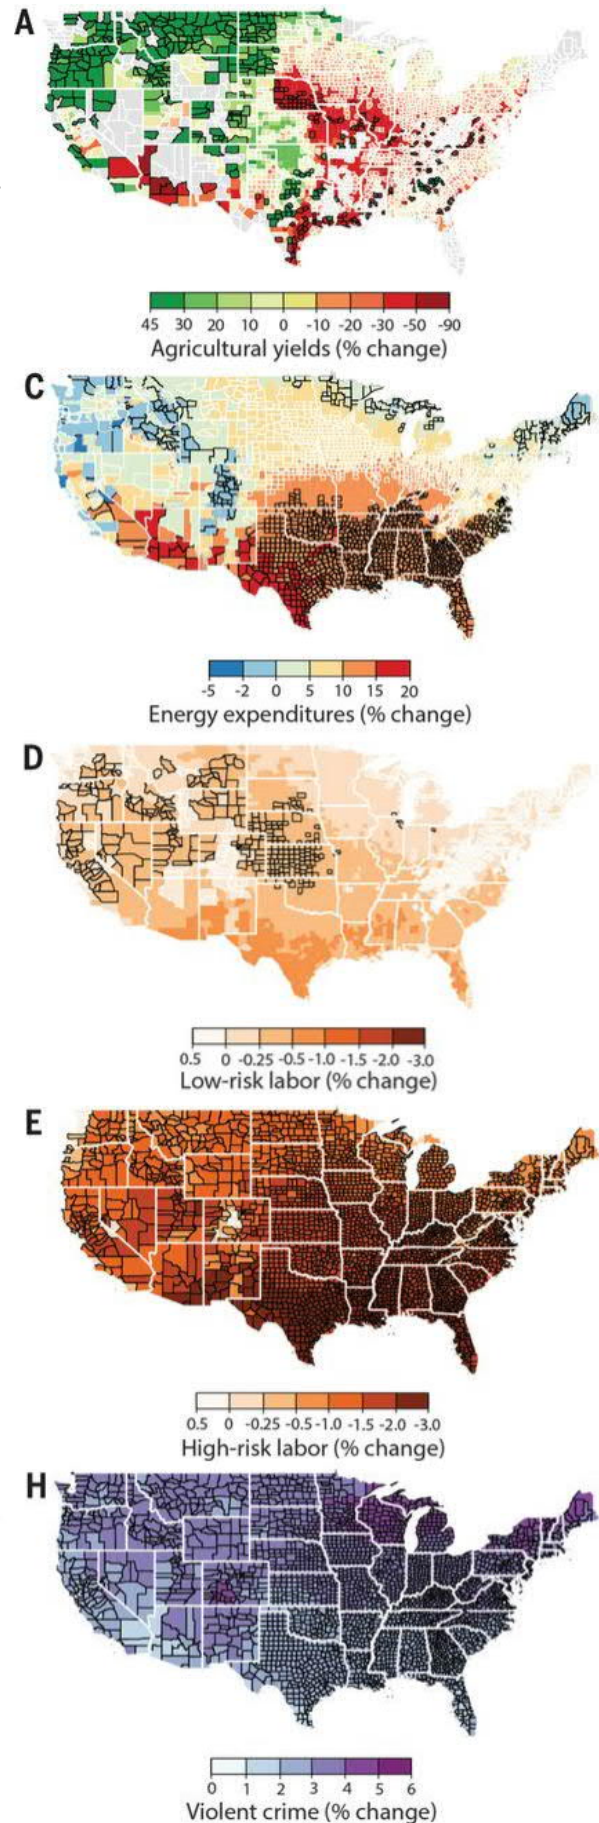 A
45 30 20 10 0 -10 -20 -30 -50 -90
Agricultural yields (% change)
C
-5 -2 0 5 10 15 20
Energy expenditures (% change)
D
0.5 0 -0.25 -0.5 -1.0 -1.5 -2.0 -3.0
Low-risk labor (% change)
E
0.5 0 -0.25 -0.5 -1.0 -1.5 -2.0 -3.0
High-risk labor (% change)
H
0 1 2 3 4 5 6
Violent crime (% change)